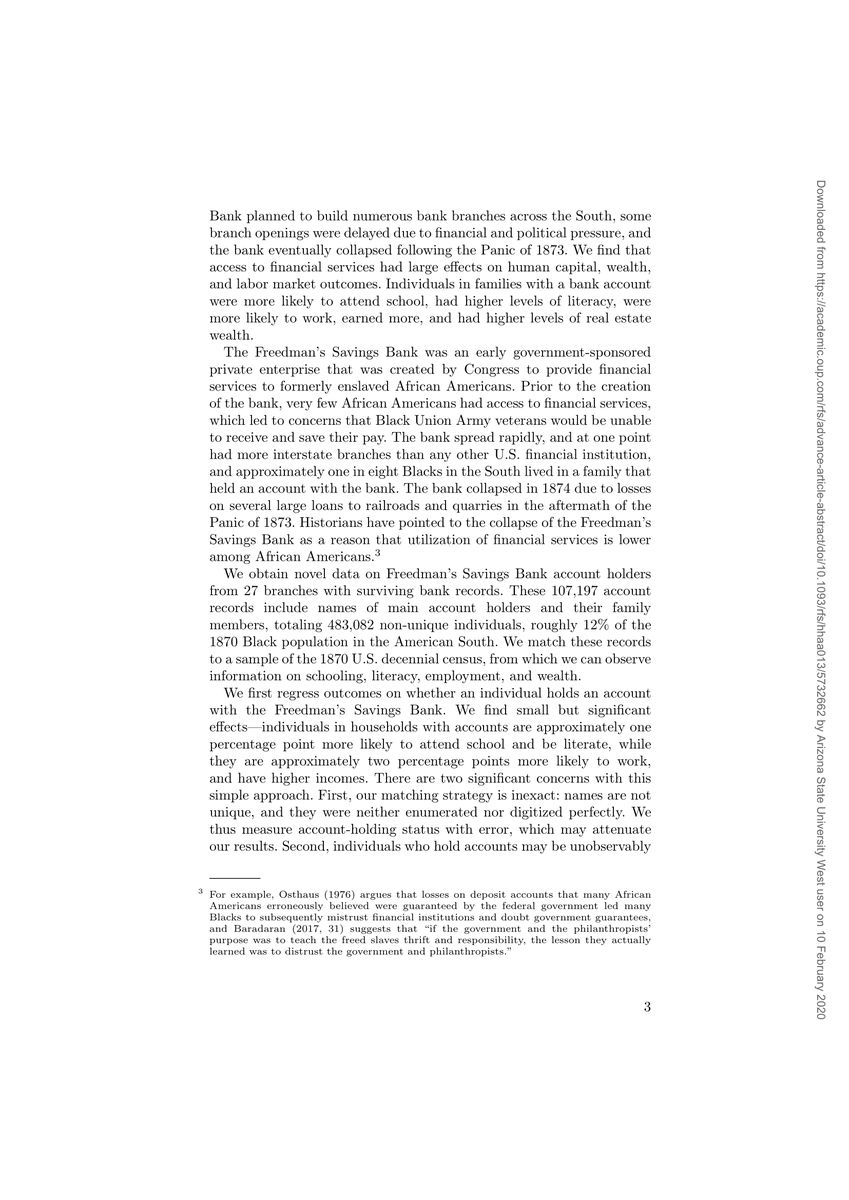 Bank planned to build numerous bank branches across the South, some
branch openings were delayed due to financial and political pressure, and
the bank eventually collapsed following the Panic of 1873. We find that
access to financial services had large effects on human capital, wealth,
and labor market outcomes. Individuals in families with a bank account
were more likely to attend school, had higher levels of literacy, were
more likely to work, earned more, and had higher levels of real estate
wealth.
The Freedman's Savings Bank was an early government-sponsored
private enterprise that was created by Congress to provide financial
services to formerly enslaved African Americans. Prior to the creation
of the bank, very few African Americans had access to financial services,
which led to concerns that Black Union Army veterans would be unable
to receive and save their pay. The bank spread rapidly, and at one point
had more interstate branches than any other U.S. financial institution,
and approximately one in eight Blacks in the South lived in a family that
held an account with the bank. The bank collapsed in 1874 due to losses
on several large loans to railroads and quarries in the aftermath of the
Panic of 1873. Historians have pointed to the collapse of the Freedman's
Savings Bank as a reason that utilization of financial services is lower
among African Americans.3
We obtain novel data on Freedman's Savings Bank account holders
from 27 branches with surviving bank records. These 107,197 account
records include names of main account holders and their family
members, totaling 483,082 non-unique individuals, roughly 12% of the
1870 Black population in the American South. We match these records
to a sample of the 1870 U.S. decennial census, from which we can observe
information on schooling, literacy, employment, and wealth.
We first regress outcomes on whether an individual holds an account
with the Freedman's Savings Bank. We find small but significant
effects—individuals in households with accounts are approximately one
percentage point more likely to attend school and be literate, while
they are approximately two percentage points more likely to work,
and have higher incomes. There are two significant concerns with this
simple approach. First, our matching strategy is inexact: names are not
unique, and they were neither enumerated nor digitized perfectly. We
thus measure account-holding status with error, which may attenuate
our results. Second, individuals who hold accounts may be unobservably
3 For example, Osthaus (1976) argues that losses on deposit accounts that many African
Americans erroneously believed were guaranteed by the federal government led many
Blacks to subsequently mistrust financial institutions and doubt government guarantees,
and Baradaran (2017, 31) suggests that "if the government and the philanthropists'
purpose was to teach the freed slaves thrift and responsibility, the lesson they actually
learned was to distrust the government and philanthropists."
3
Downloaded from https://academic.oup.com/rfs/advance-article-abstract/doi/10.1093/rfs/hhaa013/5732662 by Arizona State University West user on 10 February 2020